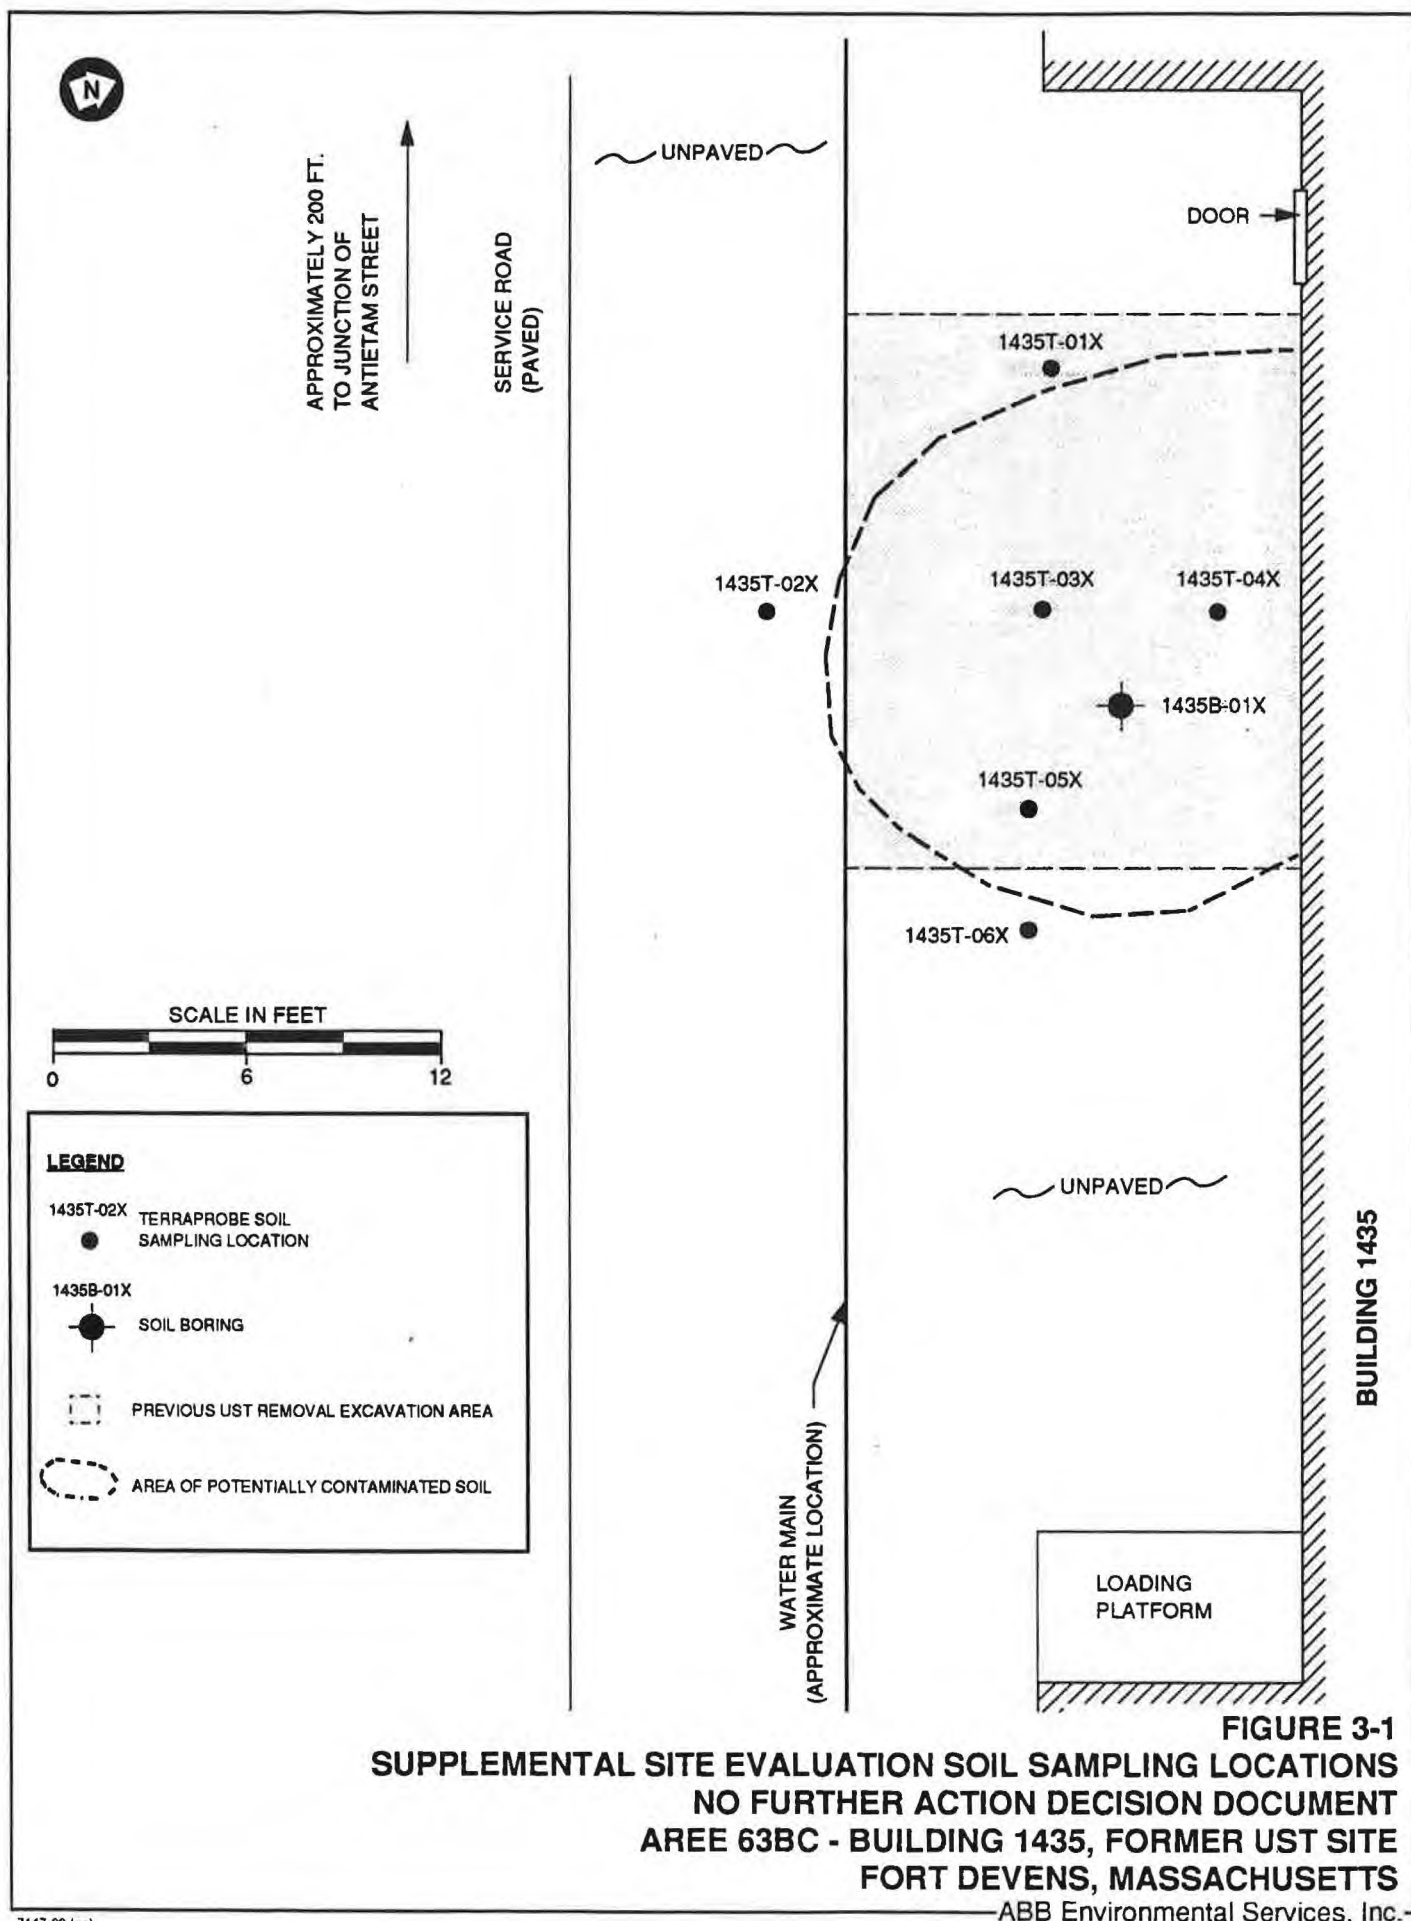 N
UNPAVED
APPROXIMATELY 200 FT.
TO JUNCTION OF
ANTIETAM STREET
SERVICE ROAD
(PAVED)
DOOR
1435T-01X
1435T-02X
1435T-03X
1435T-04X
1435B-01X
1435T-05X
1435T-06X
SCALE IN FEET
0 6 12
LEGEND
1435T-02X
TERRAPROBE SOIL
SAMPLING LOCATION
1435B-01X
SOIL BORING
PREVIOUS UST REMOVAL EXCAVATION AREA
AREA OF POTENTIALLY CONTAMINATED SOIL
UNPAVED
BUILDING 1435
WATER MAIN
(APPROXIMATE LOCATION)
LOADING
PLATFORM
FIGURE 3-1
SUPPLEMENTAL SITE EVALUATION SOIL SAMPLING LOCATIONS
NO FURTHER ACTION DECISION DOCUMENT
AREE 63BC - BUILDING 1435, FORMER UST SITE
FORT DEVENS, MASSACHUSETTS
ABB Environmental Services, Inc.